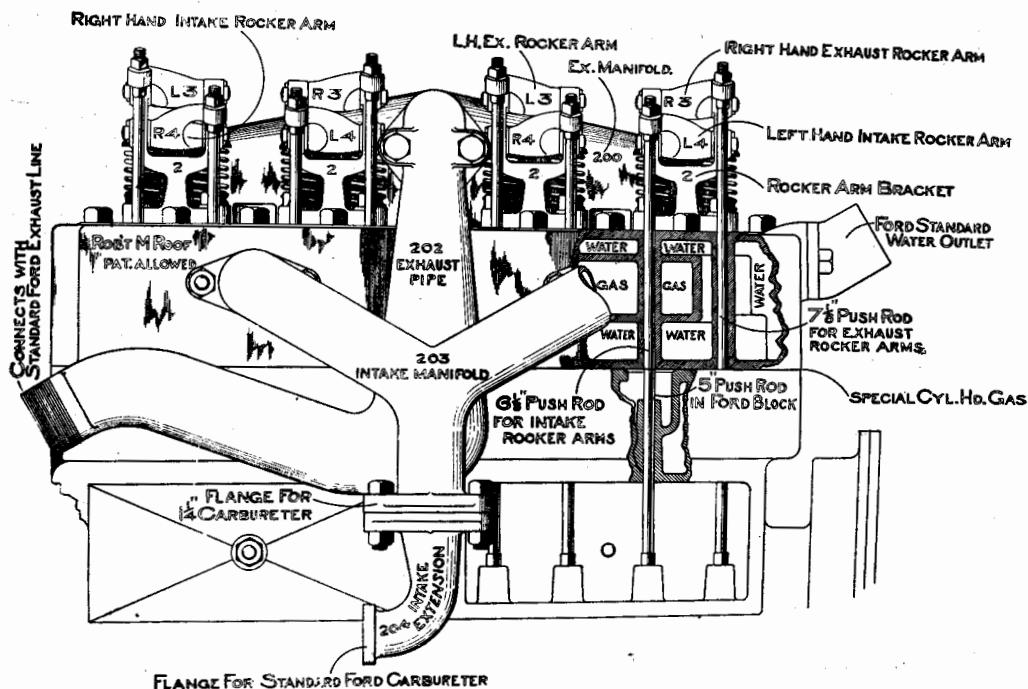 RIGHT HAND INTAKE ROCKER ARM
L.H. EX. ROCKER ARM
EX. MANIFOLD.
RIGHT HAND EXHAUST ROCKER ARM
L3
R3
L3
R3
R4
L4
R4
L4
LEFT HAND INTAKE ROCKER ARM
200
2
2
2
2
ROCKER ARM BRACKET
CONNECTS WITH
STANDARD FORD EXHAUST LINE
FORD STANDARD
WATER OUTLET
ROB'T M ROOF
PAT. ALLOWED
202
EXHAUST
PIPE
WATER
WATER
WATER
GAS
GAS
WATER
WATER
7 1/8" PUSH ROD
FOR EXHAUST
ROCKER ARMS.
203
INTAKE MANIFOLD
6 1/8" PUSH ROD
FOR INTAKE
ROOKER ARMS
5" PUSH ROD
IN FORD BLOCK
SPECIAL CYL. HD. GAS
FLANGE FOR
1 1/4" CARBURETER
204 INTAKE
EXTENSION
FLANGE FOR STANDARD FORD CARBURETER